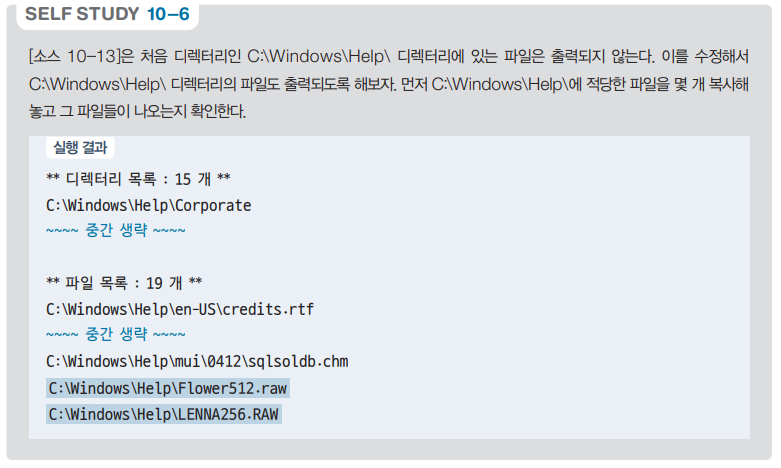 SELF STUDY 10-6
[소스 10-13]은 처음 디렉터리인 C:\Windows\Help\ 디렉터리에 있는 파일은 출력되지 않는다. 이를 수정해서
C:\Windows\Help\ 디렉터리의 파일도 출력되도록 해보자. 먼저 C:\Windows\Help\에 적당한 파일을 몇 개 복사해
놓고 그 파일들이 나오는지 확인한다.
실행 결과
** 디렉터리 목록 : 15 개 **
C:\Windows\Help\Corporate
~~~~ 중간 생략 ~~~~
** 파일 목록 : 19 개 **
C:\Windows\Help\en-US\credits.rtf
~~~~ 중간 생략 ~~~~
C:\Windows\Help\mui\0412\sqlsoldb.chm
C:\Windows\Help\Flower512.raw
C:\Windows\Help\LENNA256.RAW